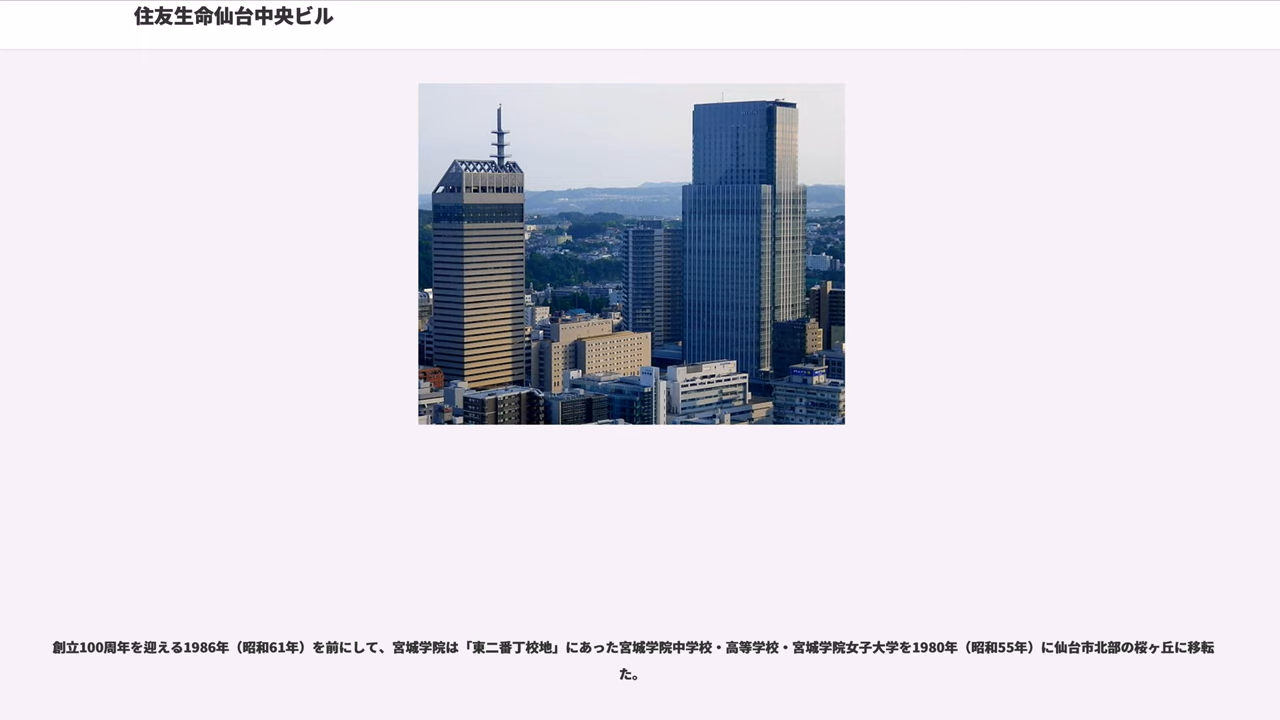 住友生命仙台中央ビル
創立100周年を迎える1986年（昭和61年）を前にして、宮城学院は「東二番丁校地」にあった宮城学院中学校・高等学校・宮城学院女子大学を1980年（昭和55年）に仙台市北部の桜ヶ丘に移転
た。